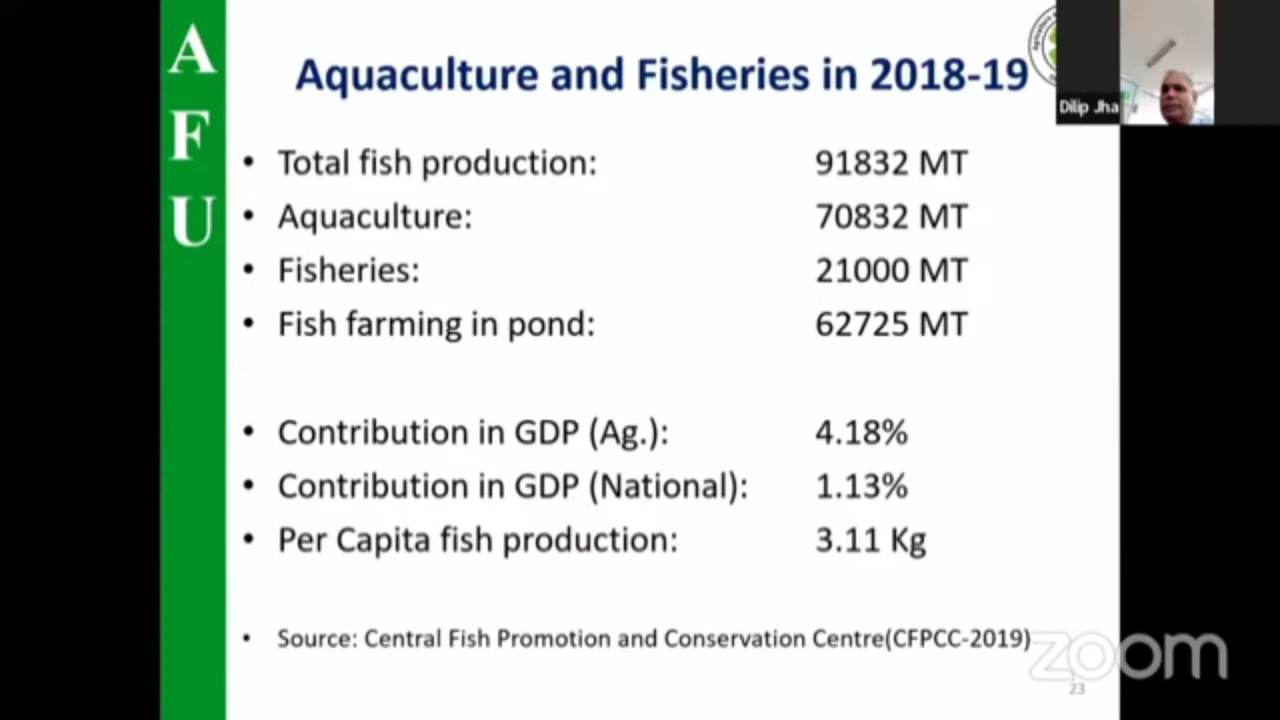 A
F
U
Aquaculture and Fisheries in 2018-19
Dilip Jha
• Total fish production: 91832 MT
• Aquaculture: 70832 MT
• Fisheries: 21000 MT
• Fish farming in pond: 62725 MT
• Contribution in GDP (Ag.): 4.18%
• Contribution in GDP (National): 1.13%
• Per Capita fish production: 3.11 Kg
• Source: Central Fish Promotion and Conservation Centre(CFPCC-2019)
zoom
23